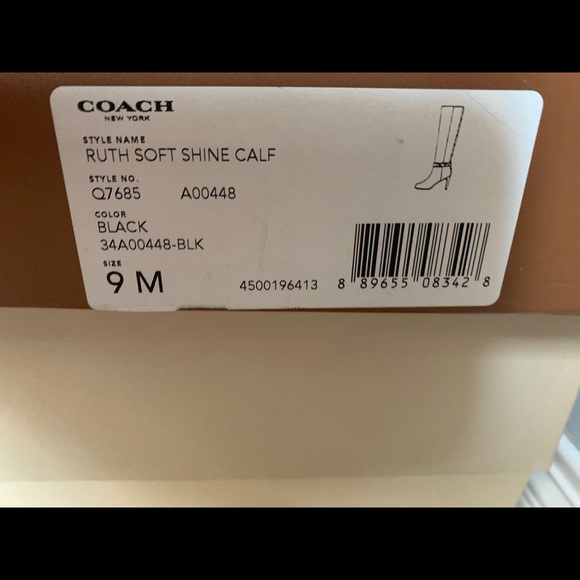 COACH
NEW YORK
STYLE NAME
RUTH SOFT SHINE CALF
STYLE NO.
Q7685 A00448
COLOR
BLACK
34A00448-BLK
SIZE
9 M
4500196413
8 89655 08342 8